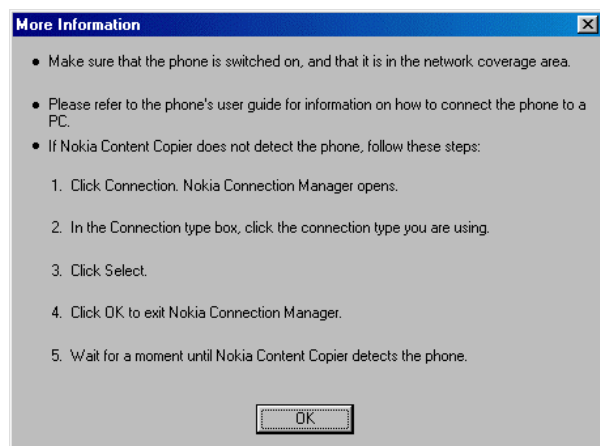 More Information
• Make sure that the phone is switched on, and that it is in the network coverage area.
• Please refer to the phone's user guide for information on how to connect the phone to a
PC.
• If Nokia Content Copier does not detect the phone, follow these steps:
1. Click Connection. Nokia Connection Manager opens.
2. In the Connection type box, click the connection type you are using.
3. Click Select.
4. Click OK to exit Nokia Connection Manager.
5. Wait for a moment until Nokia Content Copier detects the phone.
OK